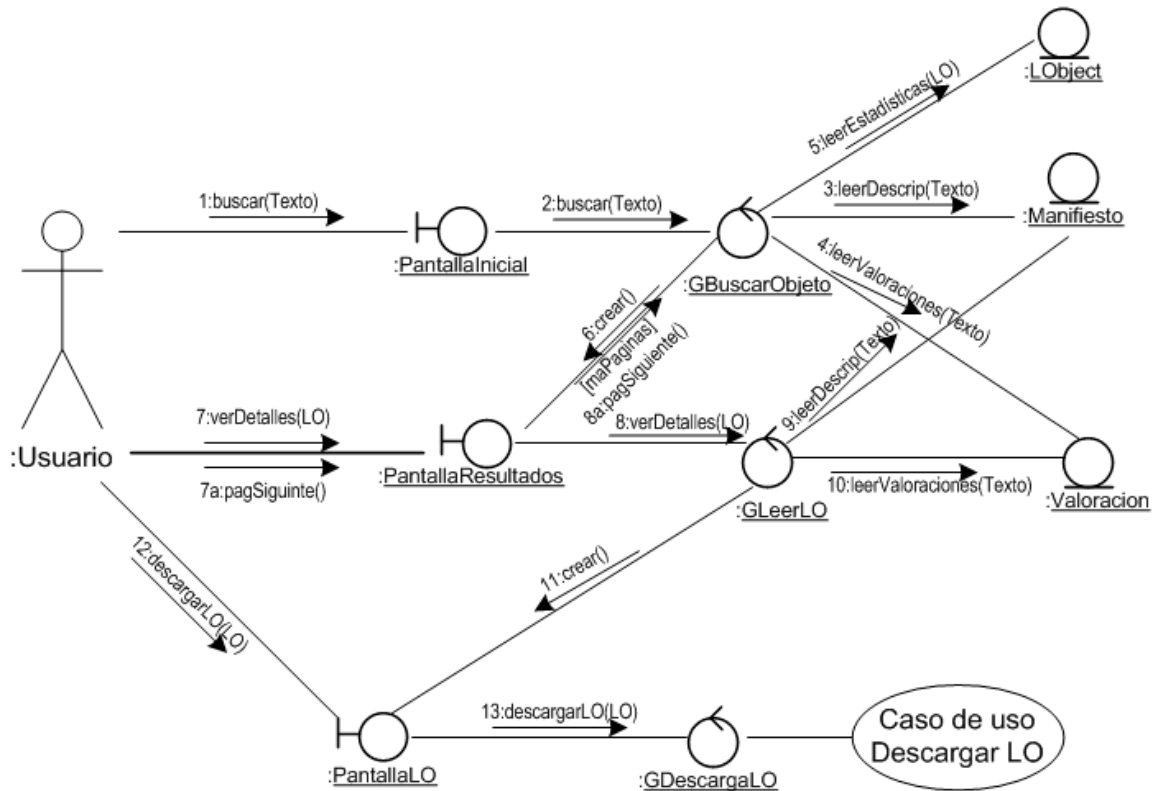 :LObject
5:leerEstadísticas(LO)
1:buscar(Texto)
2:buscar(Texto)
3:leerDescrip(Texto)
:PantallaInicial
:GBuscarObjeto
:Manifiesto
4:leerValoraciones(Texto)
6:crear()
[maPaginas]
8a:pagSiguiente()
9:leerDescrip(Texto)
7:verDetalles(LO)
8:verDetalles(LO)
:Usuario
7a:pagSiguinte()
:PantallaResultados
10:leerValoraciones(Texto)
:GLeerLO
:Valoracion
11:crear()
12:descargarLO(LO)
13:descargarLO(LO)
:PantallaLO
:GDescargaLO
Caso de uso
Descargar LO